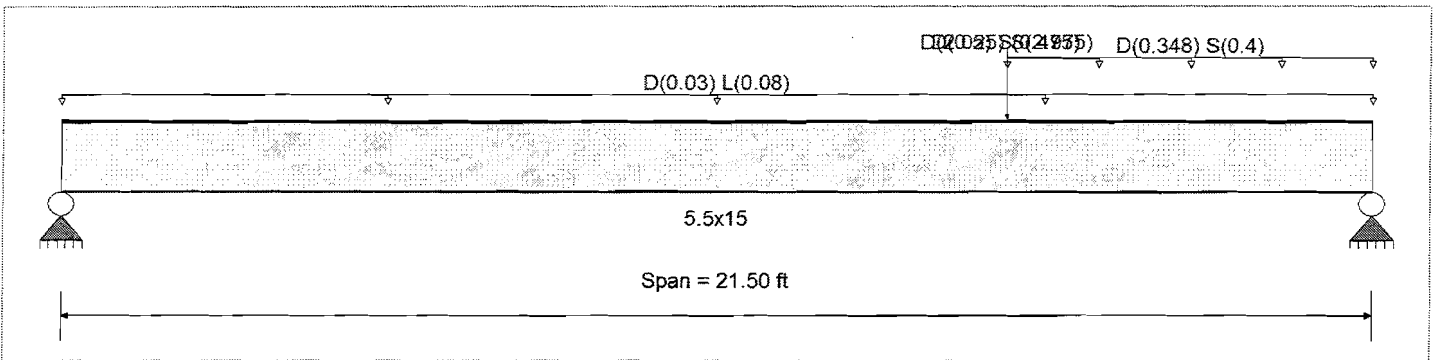 D(0.348) S(0.4)
D(0.03) L(0.08)
5.5x15
Span = 21.50 ft